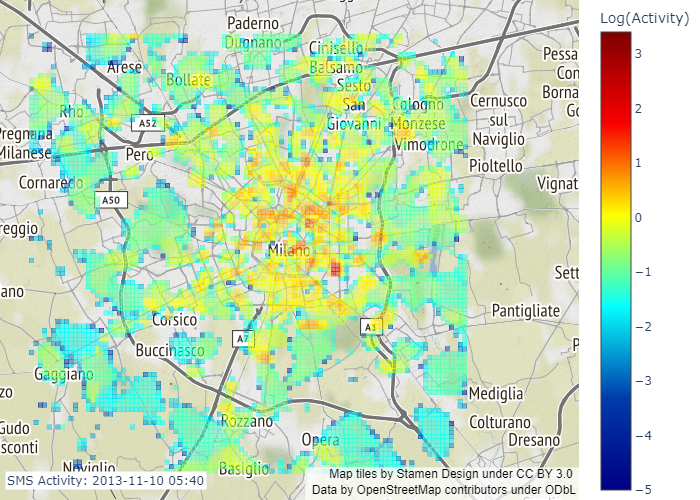 Log(Activity)
3
2
1
0
−1
−2
−3
−4
−5
Paderno
Dugnano
Cinisello
Balsamo
Arese
Bollate
Sesto
San
Giovanni
Cologno
Monzese
Vimodrone
Cernusco
sul
Naviglio
Pessa
Con
Borna
Go
Rho
A52
Pregnana
Milanese
Pero
Pioltello
Cornaredo
Vignat
A50
reggio
Milano
Sett
ano
Corsico
Pantigliate
A7
A1
Buccinasco
P
Gaggiano
Mediglia
zo
Rozzano
Colturano
Gudo
Opera
Dresano
sconti
Noviglio
Basiglio
SMS Activity: 2013-11-10 05:40
Map tiles by Stamen Design under CC BY 3.0
Data by OpenStreetMap contributors under ODbL